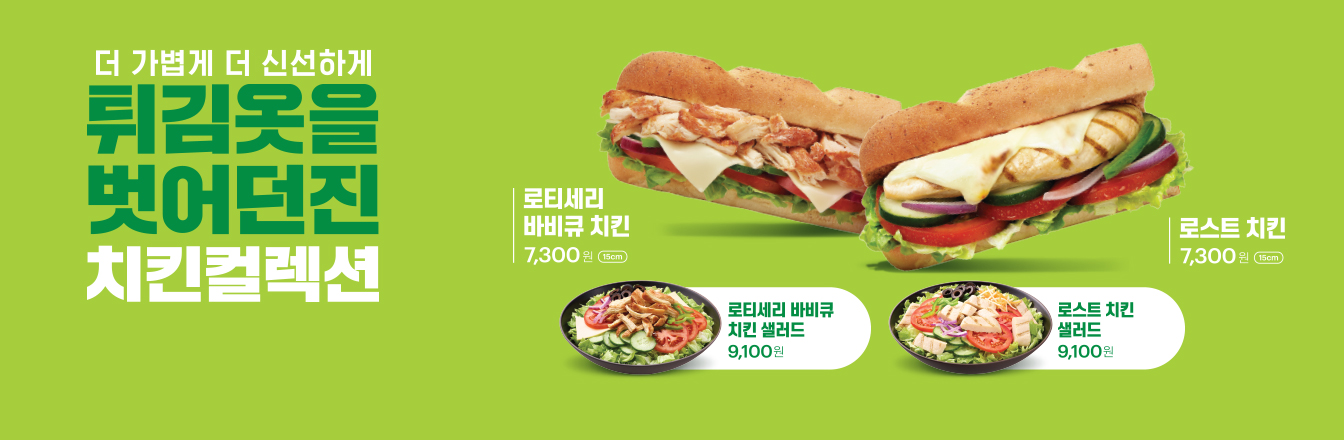 더 가볍게 더 신선하게
튀김옷을
벗어던진
치킨컬렉션
로티세리
바비큐 치킨
7,300원 15cm
로스트 치킨
7,300원 15cm
로티세리 바비큐
치킨 샐러드
9,100원
로스트 치킨
샐러드
9,100원